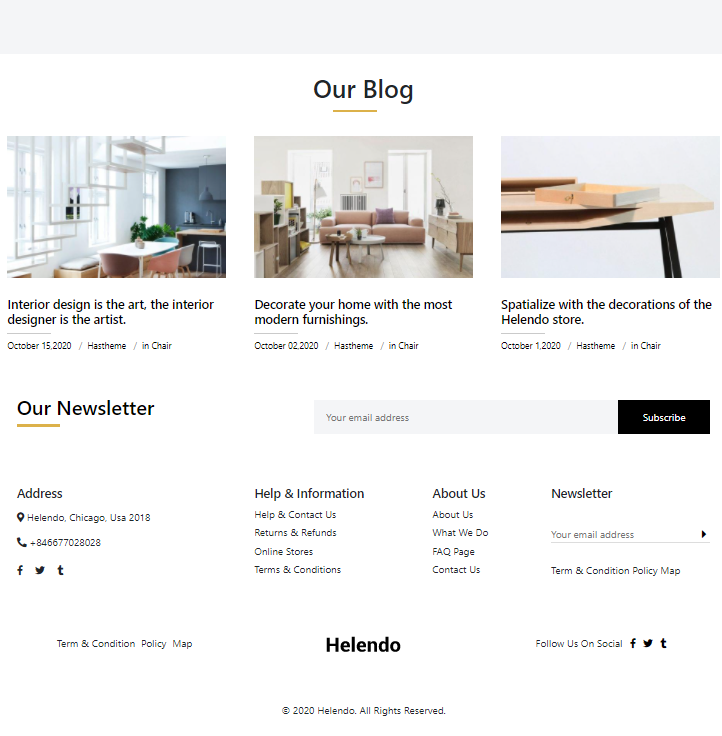 Our Blog
Interior design is the art, the interior
designer is the artist.
October 15,2020 / Hastheme / in Chair
Decorate your home with the most
modern furnishings.
October 02,2020 / Hastheme / in Chair
Spatialize with the decorations of the
Helendo store.
October 1,2020 / Hastheme / in Chair
Our Newsletter
Your email address
Subscribe
Address
Helendo, Chicago, Usa 2018
+846677028028
Help & Information
Help & Contact Us
Returns & Refunds
Online Stores
Terms & Conditions
About Us
About Us
What We Do
FAQ Page
Contact Us
Newsletter
Your email address
Term & Condition Policy Map
Term & Condition Policy Map
Helendo
Follow Us On Social
© 2020 Helendo. All Rights Reserved.